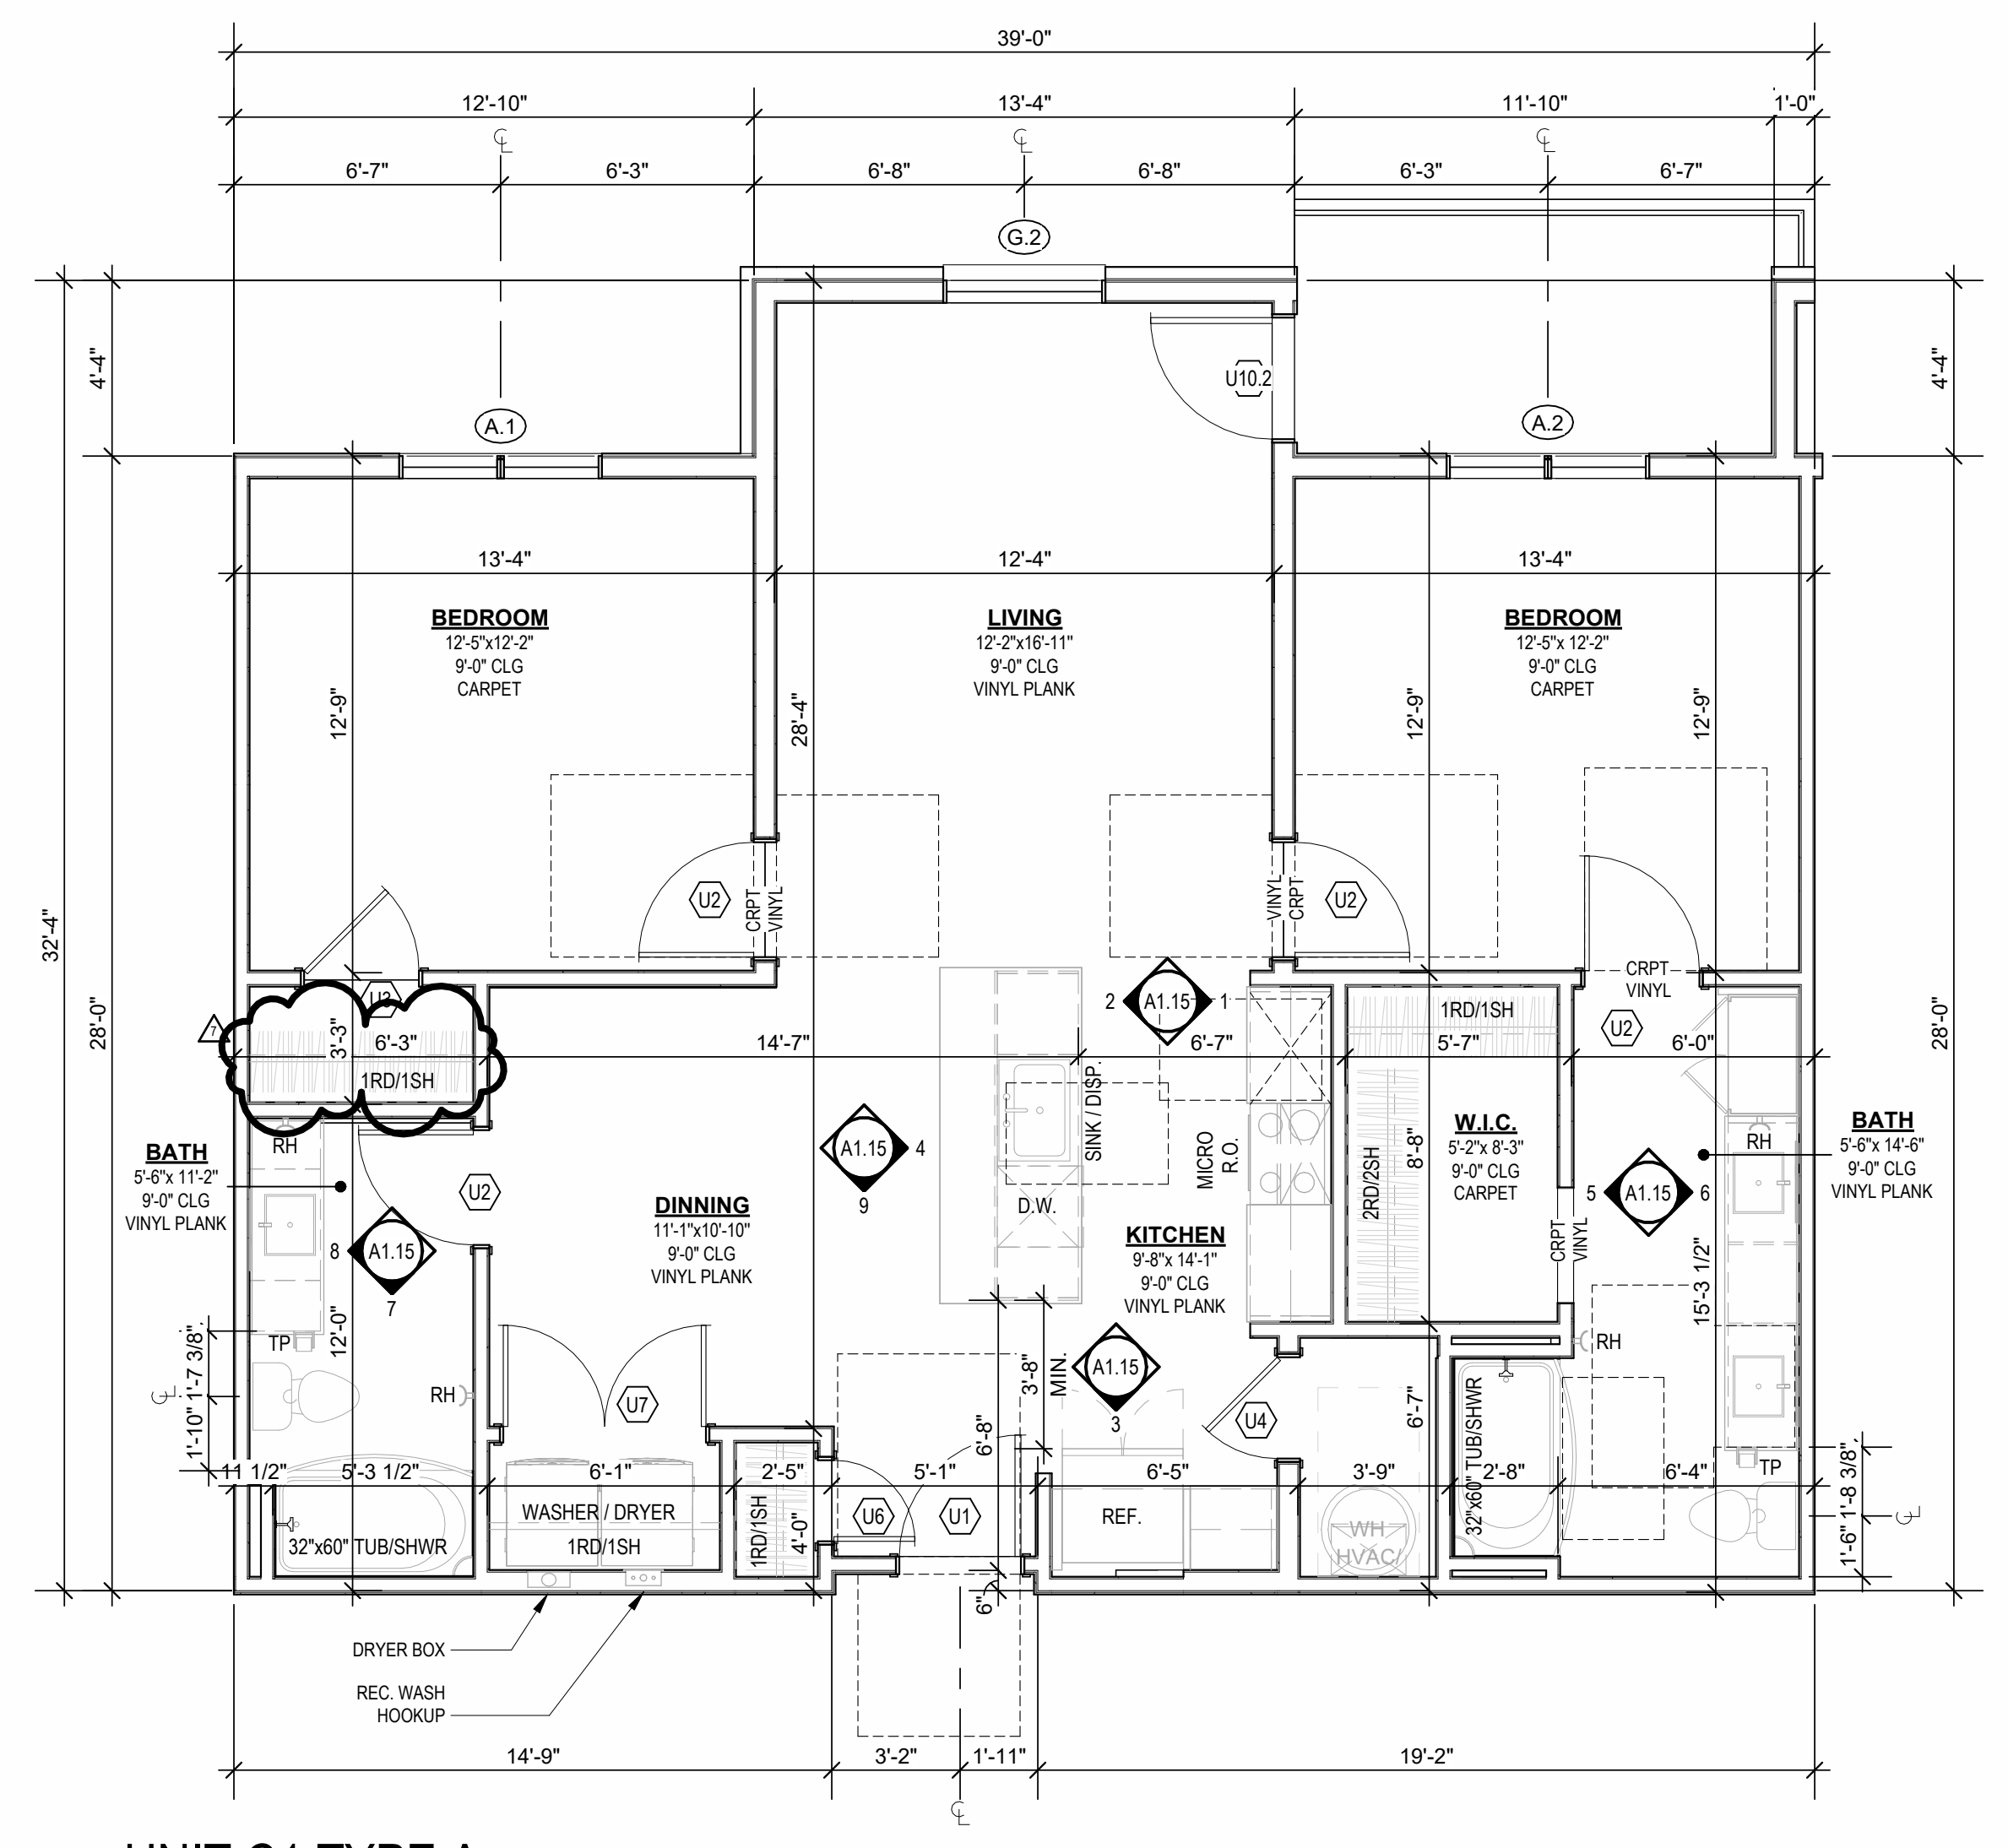 39'-0"
12'-10" 13'-4" 11'-10" 1'-0"
6'-7" 6'-3" 6'-8" 6'-8" 6'-3" 6'-7"
G.2
U10.2
4'-4" 4'-4"
A.1 A.2
13'-4" 12'-4" 13'-4"
BEDROOM
12'-5"x12'-2"
9'-0" CLG
CARPET
LIVING
12'-2"x16'-11"
9'-0" CLG
VINYL PLANK
BEDROOM
12'-5"x 12'-2"
9'-0" CLG
CARPET
12'-9" 28'-4" 12'-9" 12'-9"
32'-4"
28'-0"
28'-0"
U2
CRPT
VINYL
VINYL
CRPT
U2
CRPT
VINYL
U2
U3
7
3'-3"
6'-3" 14'-7" 6'-7" 5'-7" 6'-0"
1RD/1SH
2 A1.15 1
1RD/1SH
RH
BATH
5'-6"x 11'-2"
9'-0" CLG
VINYL PLANK
U2
8 A1.15
7
12'-0"
DINNING
11'-1"x10'-10"
9'-0" CLG
VINYL PLANK
A1.15 4
9
SINK / DISP.
D.W.
MICRO
R.O.
KITCHEN
9'-8"x 14'-1"
9'-0" CLG
VINYL PLANK
2RD/2SH
8'-8"
W.I.C.
5'-2"x 8'-3"
9'-0" CLG
CARPET
CRPT
VINYL
5 A1.15 6
RH
15'-3 1/2"
BATH
5'-6"x 14'-6"
9'-0" CLG
VINYL PLANK
TP
1'-7 3/8"
1'-10"
RH
U7
3'-8"
MIN.
6'-8"
A1.15
3
U4
6'-7"
RH
32"x60" TUB/SHWR
TP
1'-8 3/8"
1'-6"
11 1/2" 5'-3 1/2" 6'-1" 2'-5" 5'-1" 6'-5" 3'-9" 2'-8" 6'-4"
32"x60" TUB/SHWR
WASHER / DRYER
1RD/1SH
1RD/1SH
4'-0"
U6
U1
REF.
WH
HVAC/
6"
DRYER BOX
REC. WASH
HOOKUP
14'-9" 3'-2" 1'-11" 19'-2"